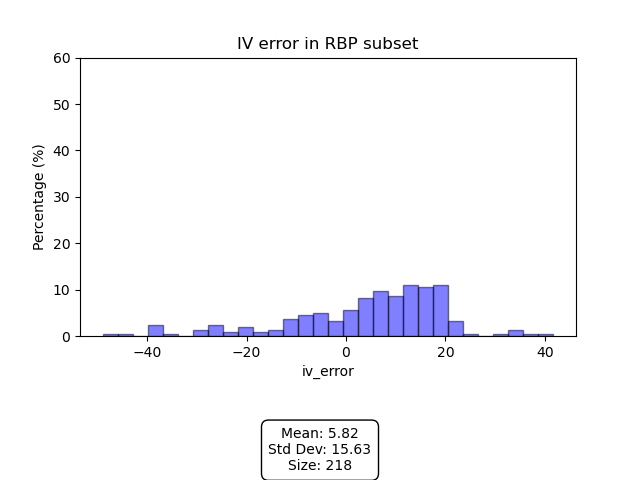 IV error in RBP subset
60
50
40
30
20
10
0
Percentage (%)
−40
−20
0
20
40
iv_error
Mean: 5.82
Std Dev: 15.63
Size: 218